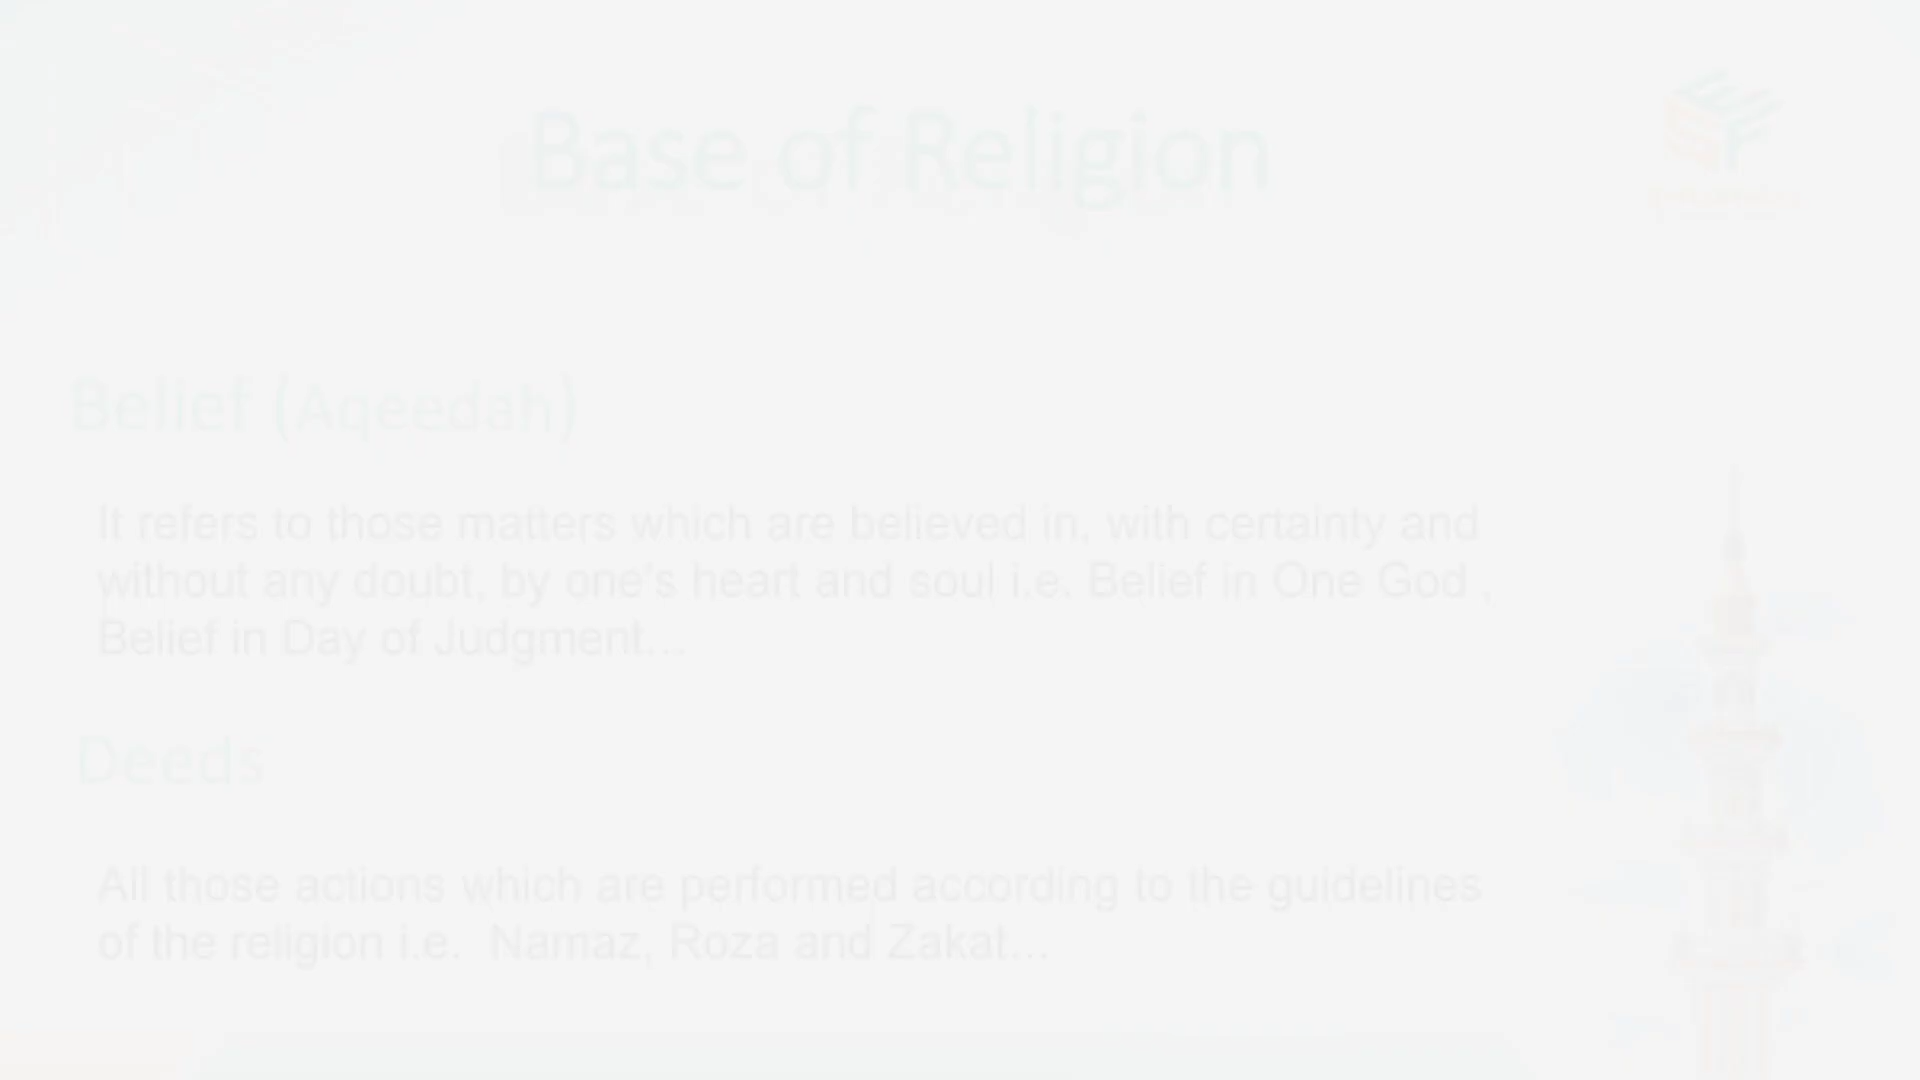 Base of Religion
Belief (Aqeedah)
It refers to those matters which are believed in, with certainty and
without any doubt, by one's heart and soul i.e. Belief in One God ,
Belief in Day of Judgment...
Deeds
All those actions which are performed according to the guidelines
of the religion i.e. Namaz, Roza and Zakat...